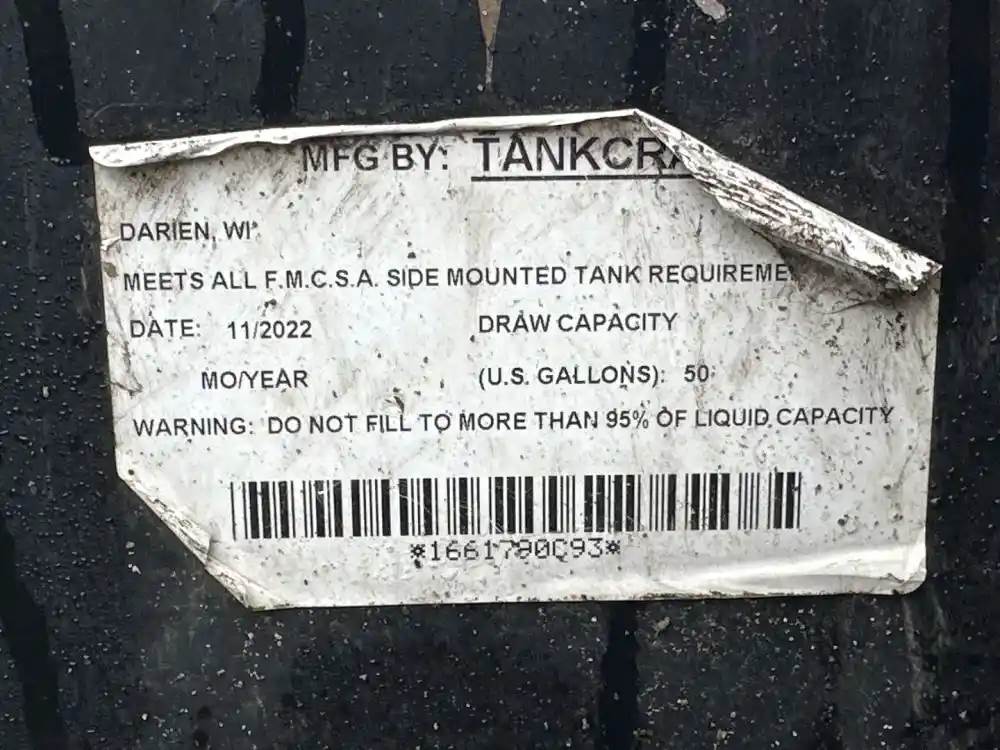 MFG BY: TANKCRA
DARIEN, WI
MEETS ALL F.M.C.S.A. SIDE MOUNTED TANK REQUIREME
DATE: 11/2022
DRAW CAPACITY
MO/YEAR
(U.S. GALLONS): 50
WARNING: DO NOT FILL TO MORE THAN 95% OF LIQUID CAPACITY
*1661790C93*